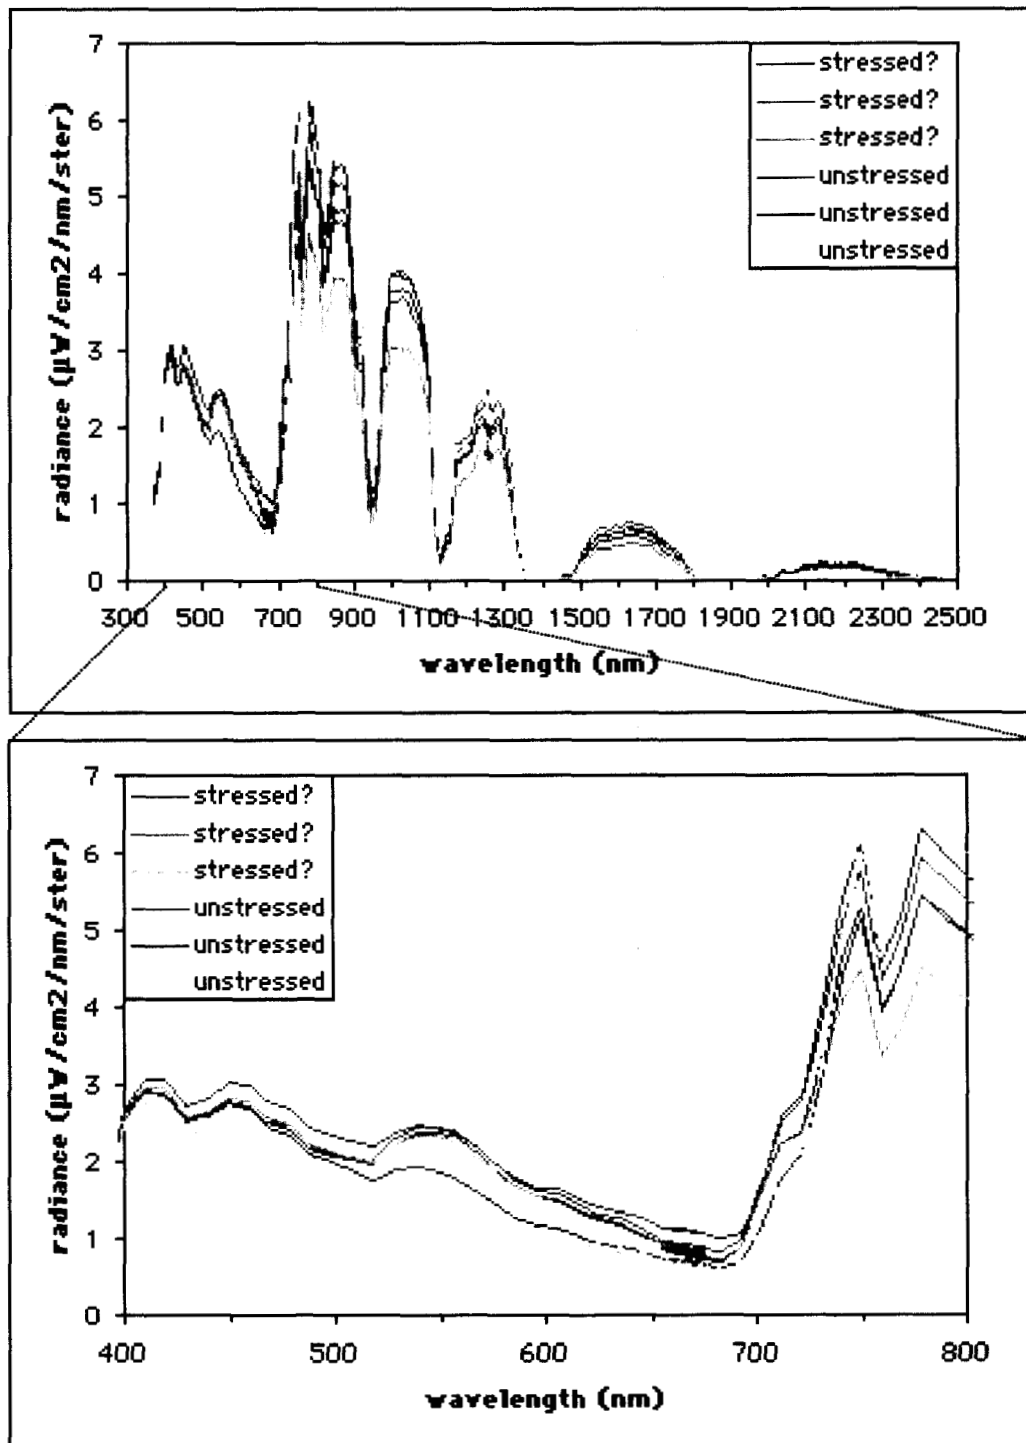 7
6
5
4
3
2
1
0
radiance (µW/cm2/nm/ster)
stressed?
stressed?
stressed?
unstressed
unstressed
unstressed
300 500 700 900 1100 1300 1500 1700 1900 2100 2300 2500
wavelength (nm)
7
6
5
4
3
2
1
0
radiance (µW/cm2/nm/ster)
stressed?
stressed?
stressed?
unstressed
unstressed
unstressed
400 500 600 700 800
wavelength (nm)